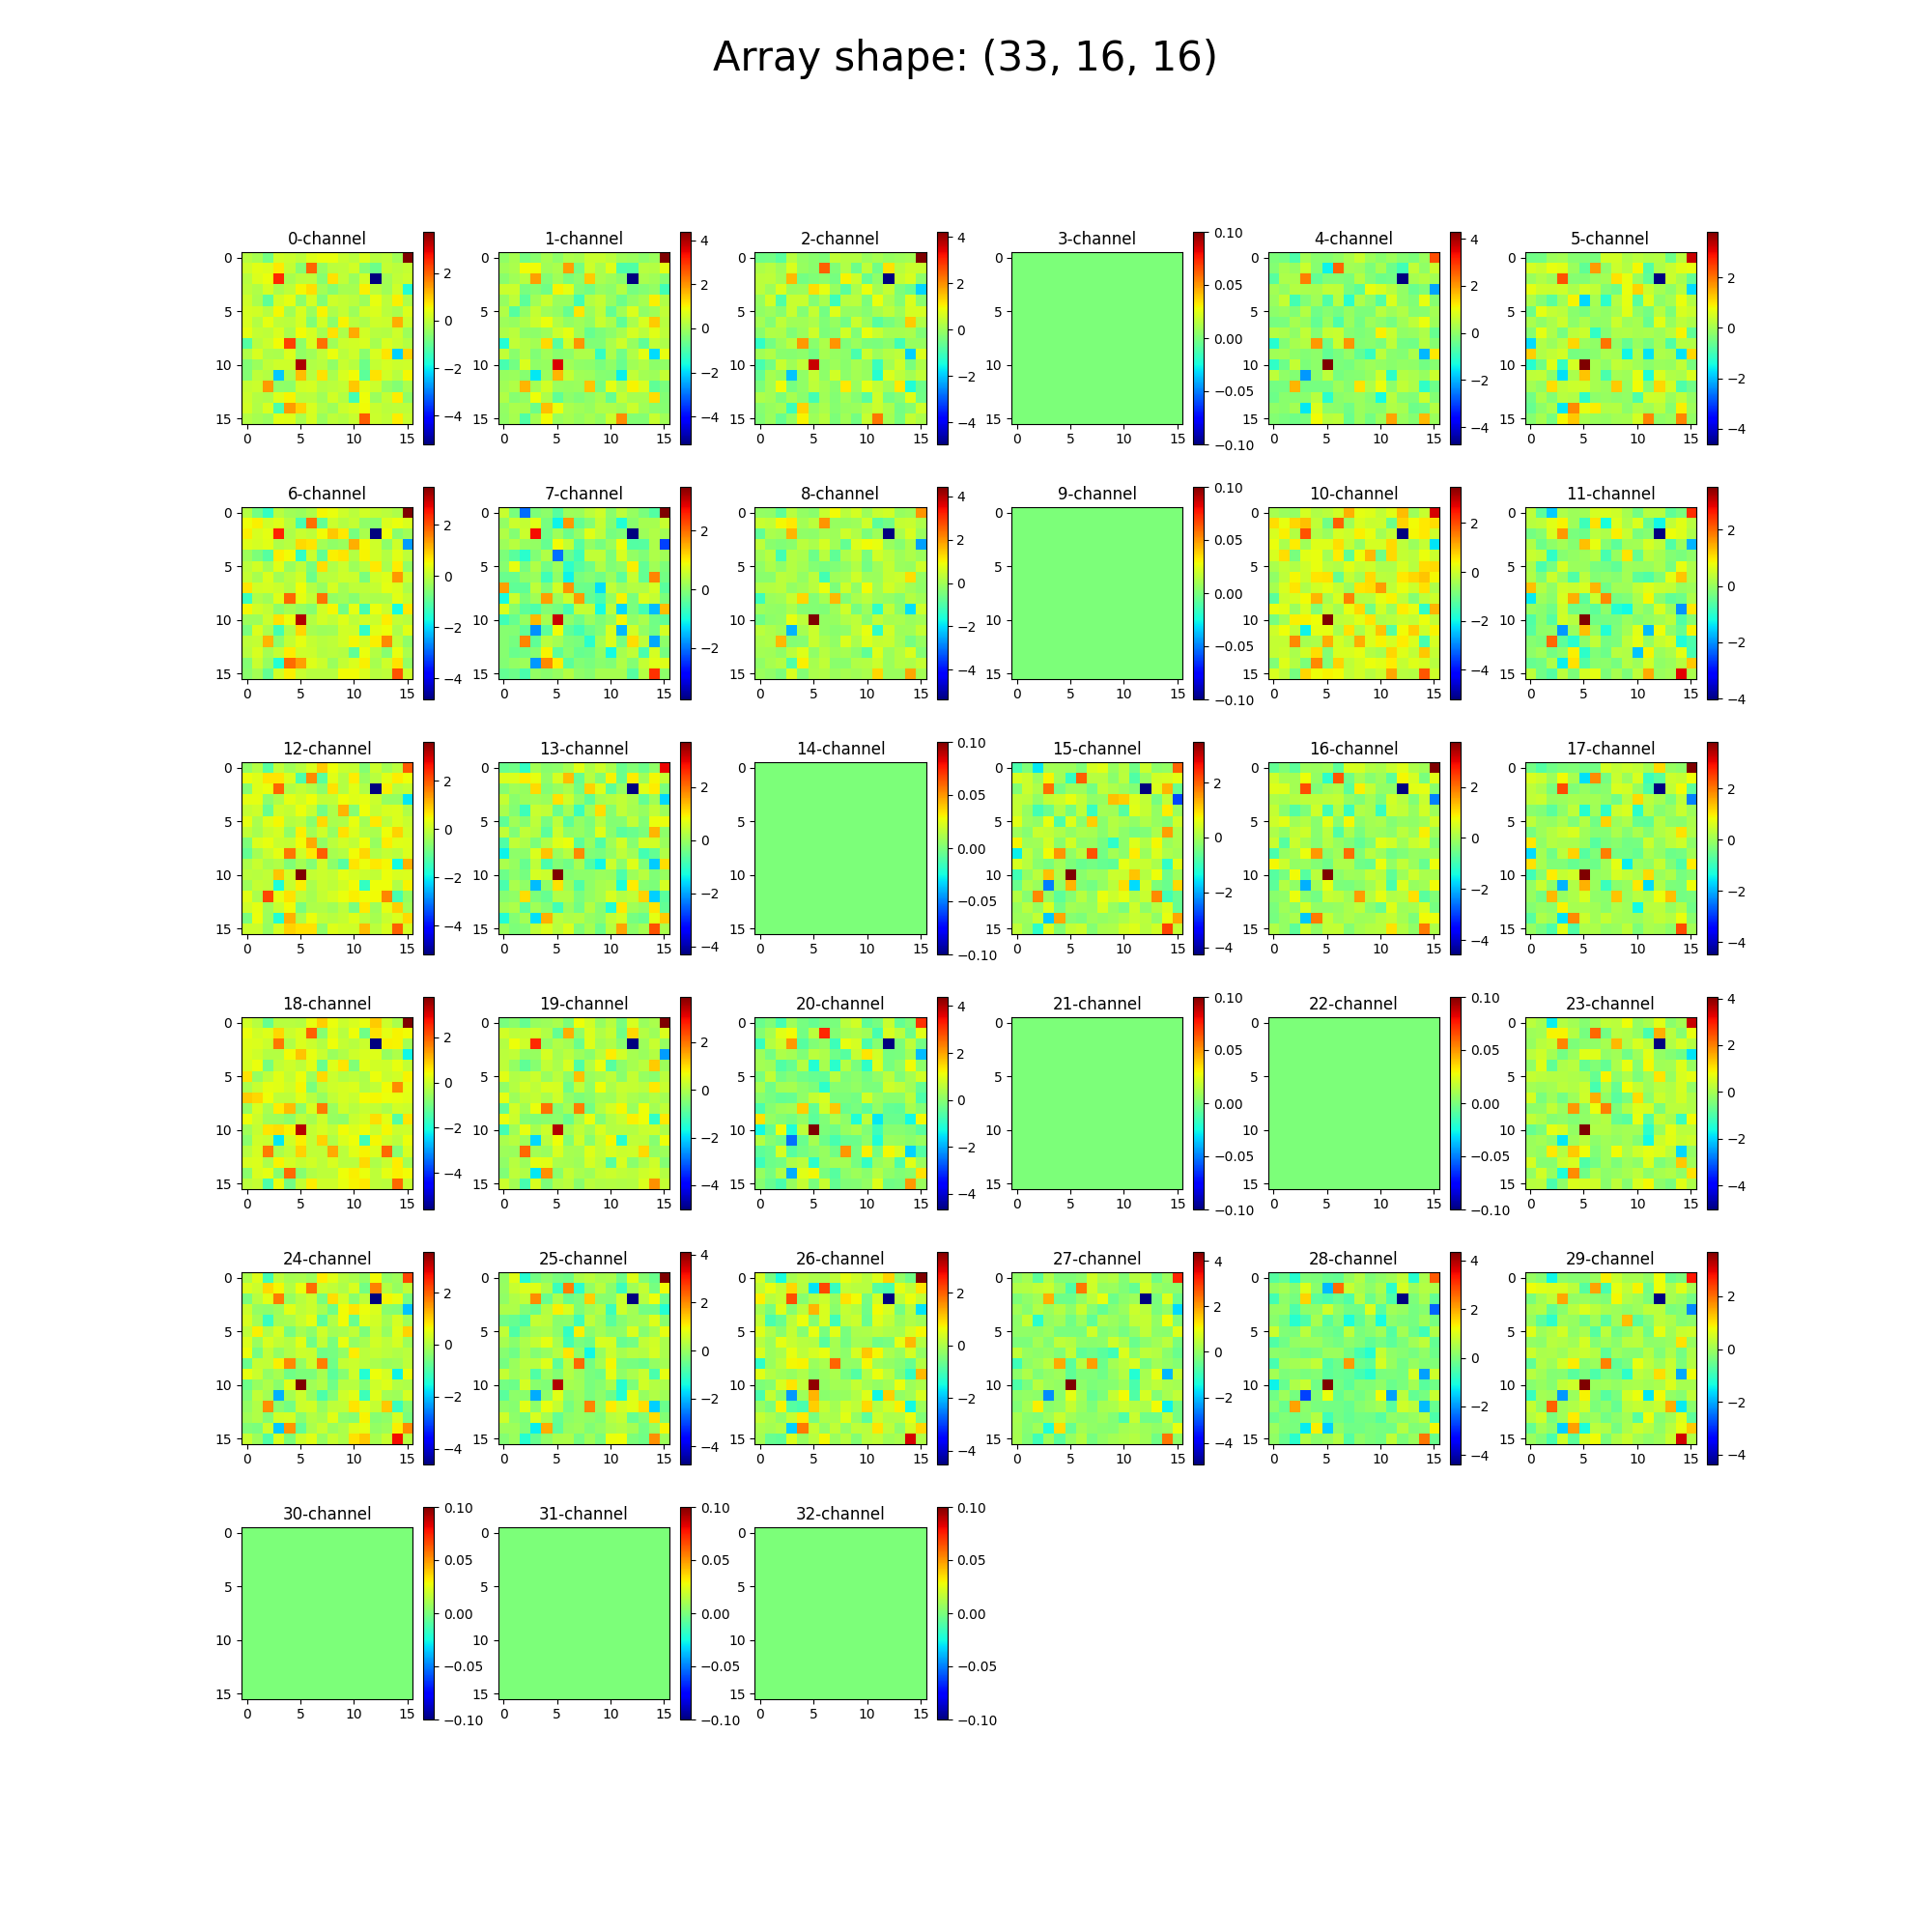 Array shape: (33, 16, 16)
0-channel 1-channel 2-channel 3-channel 4-channel 5-channel
0 5 10 15 0 5 10 15 2 0 −2 −4
0 5 10 15 0 5 10 15 4 2 0 −2 −4
0 5 10 15 0 5 10 15 4 2 0 −2 −4
0 5 10 15 0 5 10 15 0.10 0.05 0.00 −0.05 −0.10
0 5 10 15 0 5 10 15 4 2 0 −2 −4
0 5 10 15 0 5 10 15 2 0 −2 −4
6-channel 7-channel 8-channel 9-channel 10-channel 11-channel
0 5 10 15 0 5 10 15 2 0 −2 −4
0 5 10 15 0 5 10 15 2 0 −2
0 5 10 15 0 5 10 15 4 2 0 −2 −4
0 5 10 15 0 5 10 15 0.10 0.05 0.00 −0.05 −0.10
0 5 10 15 0 5 10 15 2 0 −2 −4
0 5 10 15 0 5 10 15 2 0 −2 −4
12-channel 13-channel 14-channel 15-channel 16-channel 17-channel
0 5 10 15 0 5 10 15 2 0 −2 −4
0 5 10 15 0 5 10 15 2 0 −2 −4
0 5 10 15 0 5 10 15 0.10 0.05 0.00 −0.05 −0.10
0 5 10 15 0 5 10 15 2 0 −2 −4
0 5 10 15 0 5 10 15 2 0 −2 −4
0 5 10 15 0 5 10 15 2 0 −2 −4
18-channel 19-channel 20-channel 21-channel 22-channel 23-channel
0 5 10 15 0 5 10 15 2 0 −2 −4
0 5 10 15 0 5 10 15 2 0 −2 −4
0 5 10 15 0 5 10 15 4 2 0 −2 −4
0 5 10 15 0 5 10 15 0.10 0.05 0.00 −0.05 −0.10
0 5 10 15 0 5 10 15 0.10 0.05 0.00 −0.05 −0.10
0 5 10 15 0 5 10 15 4 2 0 −2 −4
24-channel 25-channel 26-channel 27-channel 28-channel 29-channel
0 5 10 15 0 5 10 15 2 0 −2 −4
0 5 10 15 0 5 10 15 4 2 0 −2 −4
0 5 10 15 0 5 10 15 2 0 −2 −4
0 5 10 15 0 5 10 15 4 2 0 −2 −4
0 5 10 15 0 5 10 15 4 2 0 −2 −4
0 5 10 15 0 5 10 15 2 0 −2 −4
30-channel 31-channel 32-channel
0 5 10 15 0 5 10 15 0.10 0.05 0.00 −0.05 −0.10
0 5 10 15 0 5 10 15 0.10 0.05 0.00 −0.05 −0.10
0 5 10 15 0 5 10 15 0.10 0.05 0.00 −0.05 −0.10